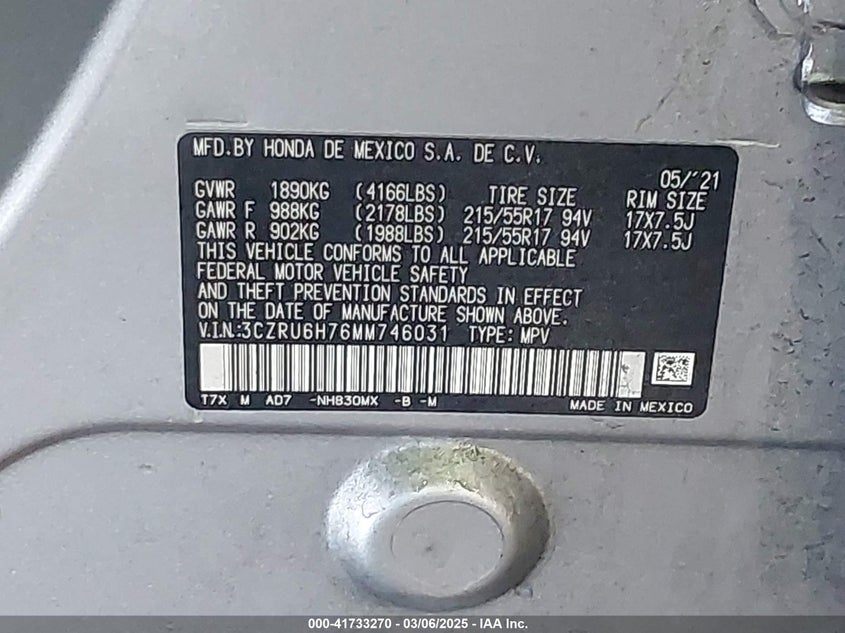 MFD. BY HONDA DE MEXICO S.A. DE C.V.
05/'21
GVWR 1890KG (4166LBS) TIRE SIZE RIM SIZE
GAWR F 988KG (2178LBS) 215/55R17 94V 17X7.5J
GAWR R 902KG (1988LBS) 215/55R17 94V 17X7.5J
THIS VEHICLE CONFORMS TO ALL APPLICABLE
FEDERAL MOTOR VEHICLE SAFETY
AND THEFT PREVENTION STANDARDS IN EFFECT
ON THE DATE OF MANUFACTURE SHOWN ABOVE.
V.I.N.:3CZRU6H76MM746031 TYPE: MPV
T7X M AD7 -NH830MX -B -M MADE IN MEXICO
000-41733270 - 03/06/2025 - IAA Inc.